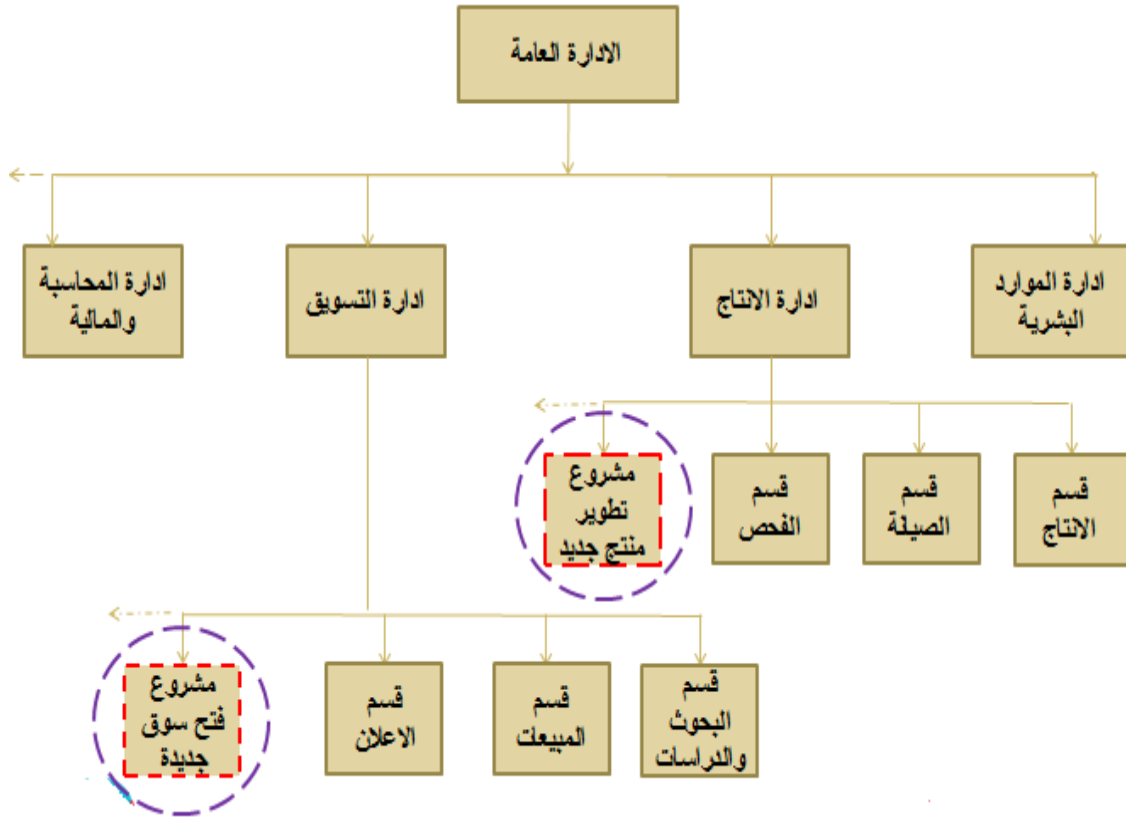 الادارة العامة
ادارة الموارد
البشرية
ادارة الانتاج
ادارة التسويق
ادارة المحاسبة
والمالية
قسم
الانتاج
قسم
الصيانة
قسم
الفحص
مشروع
تطوير
منتج جديد
قسم
البحوث
والدراسات
قسم
المبيعات
قسم
الاعلان
مشروع
فتح سوق
جديدة